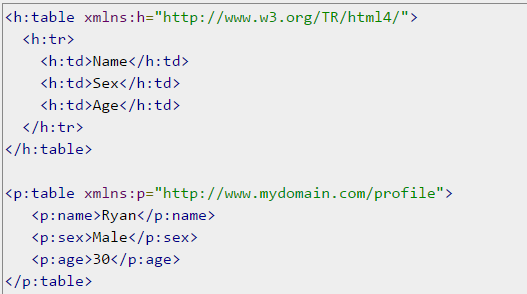 <h:table xmlns:h="http://www.w3.org/TR/html4/">
<h:tr>
<h:td>Name</h:td>
<h:td>Sex</h:td>
<h:td>Age</h:td>
</h:tr>
</h:table>
<p:table xmlns:p="http://www.mydomain.com/profile">
<p:name>Ryan</p:name>
<p:sex>Male</p:sex>
<p:age>30</p:age>
</p:table>